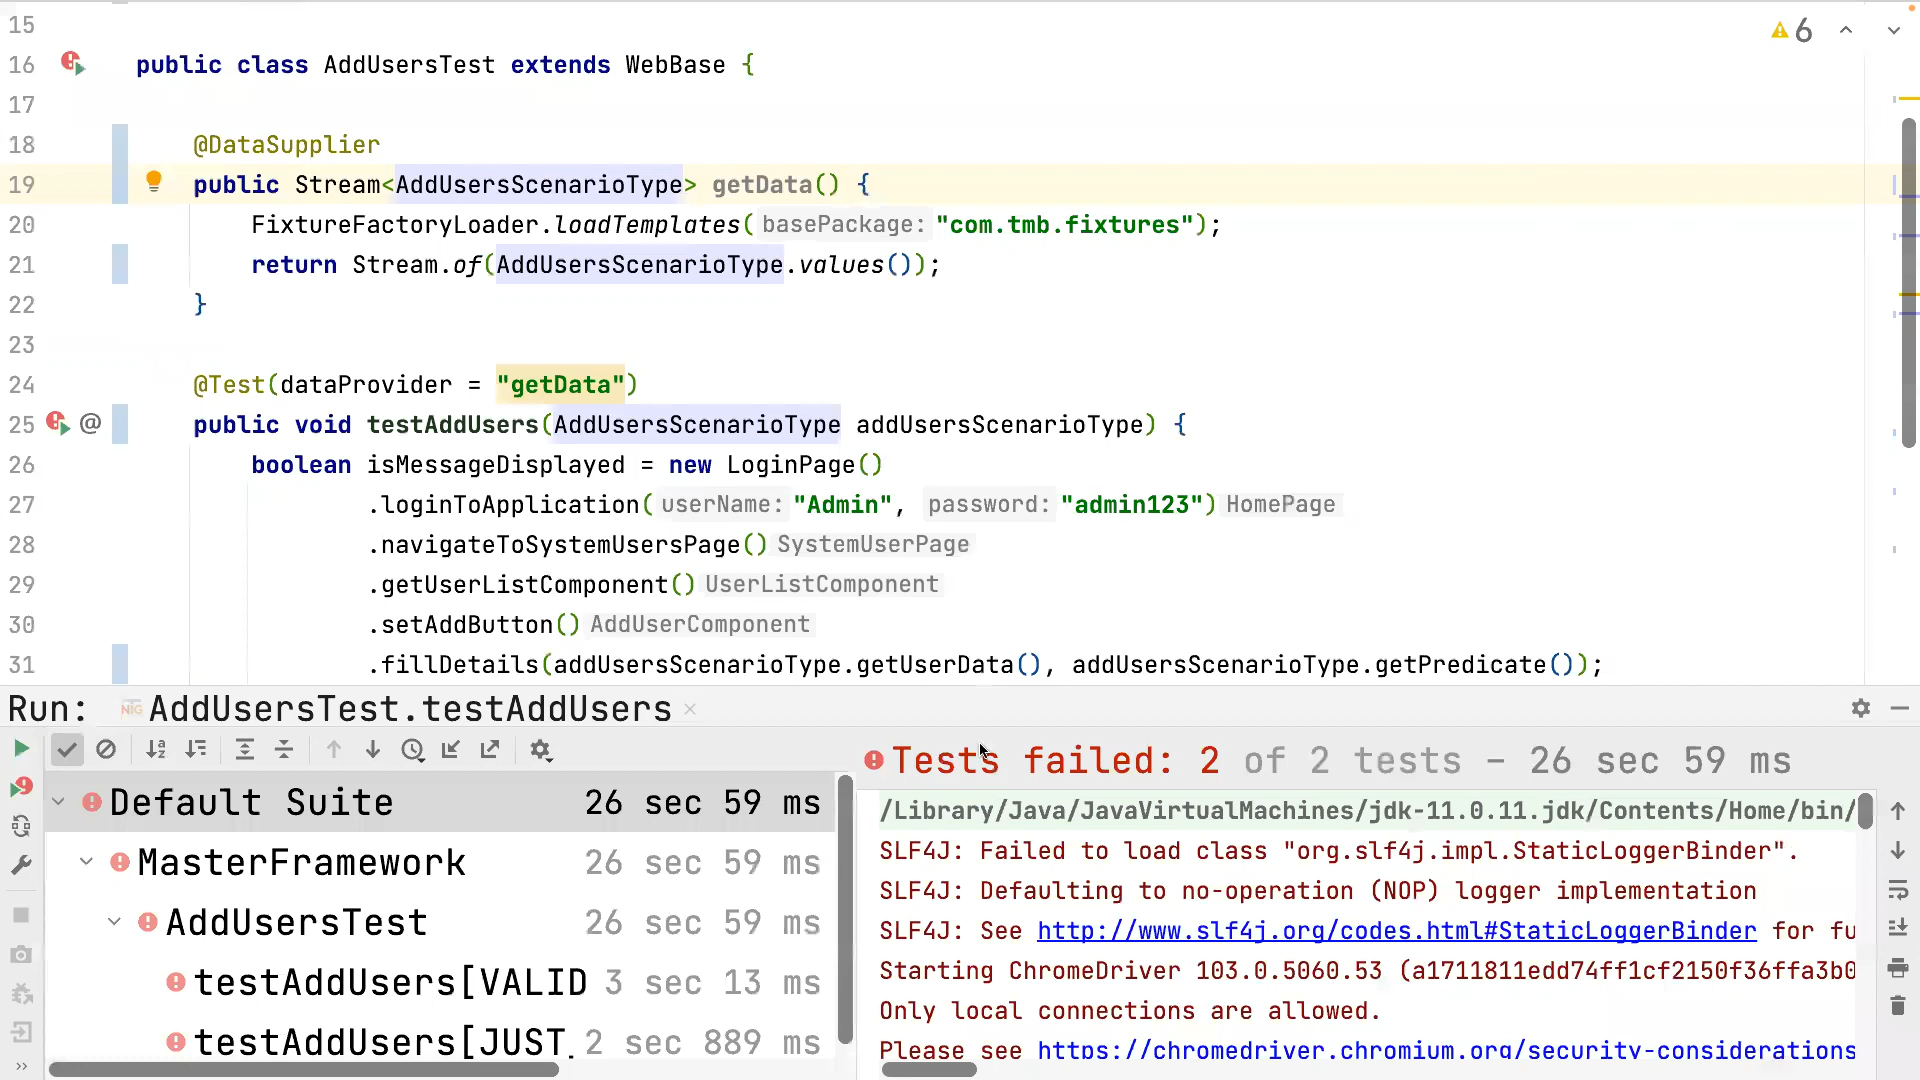 15
6
16 public class AddUsersTest extends WebBase {
17
18 @DataSupplier
19 public Stream<AddUsersScenarioType> getData() {
20 FixtureFactoryLoader.loadTemplates( basePackage: "com.tmb.fixtures");
21 return Stream.of(AddUsersScenarioType.values());
22 }
23
24 @Test(dataProvider = "getData")
25 @ public void testAddUsers(AddUsersScenarioType addUsersScenarioType) {
26 boolean isMessageDisplayed = new LoginPage()
27 .loginToApplication( userName: "Admin", password: "admin123") HomePage
28 .navigateToSystemUsersPage() SystemUserPage
29 .getUserListComponent() UserListComponent
30 .setAddButton() AddUserComponent
31 .fillDetails(addUsersScenarioType.getUserData(), addUsersScenarioType.getPredicate());
Run: NG AddUsersTest.testAddUsers ×
Tests failed: 2 of 2 tests – 26 sec 59 ms
Default Suite 26 sec 59 ms
MasterFramework 26 sec 59 ms
AddUsersTest 26 sec 59 ms
testAddUsers[VALID 3 sec 13 ms
testAddUsers[JUST_ 2 sec 889 ms
/Library/Java/JavaVirtualMachines/jdk-11.0.11.jdk/Contents/Home/bin/
SLF4J: Failed to load class "org.slf4j.impl.StaticLoggerBinder".
SLF4J: Defaulting to no-operation (NOP) logger implementation
SLF4J: See http://www.slf4j.org/codes.html#StaticLoggerBinder for fu
Starting ChromeDriver 103.0.5060.53 (a1711811edd74ff1cf2150f36ffa3b0
Only local connections are allowed.
Please see https://chromedriver.chromium.org/security-considerations